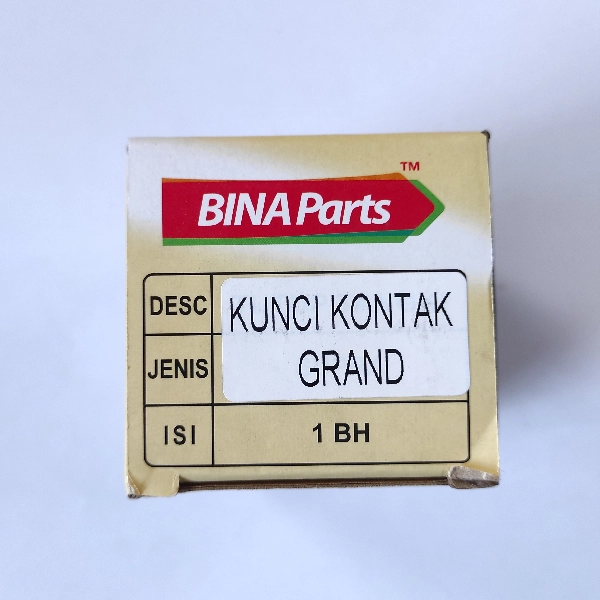 TM
BINA Parts
DESC KUNCI KONTAK
JENIS GRAND
ISI 1 BH